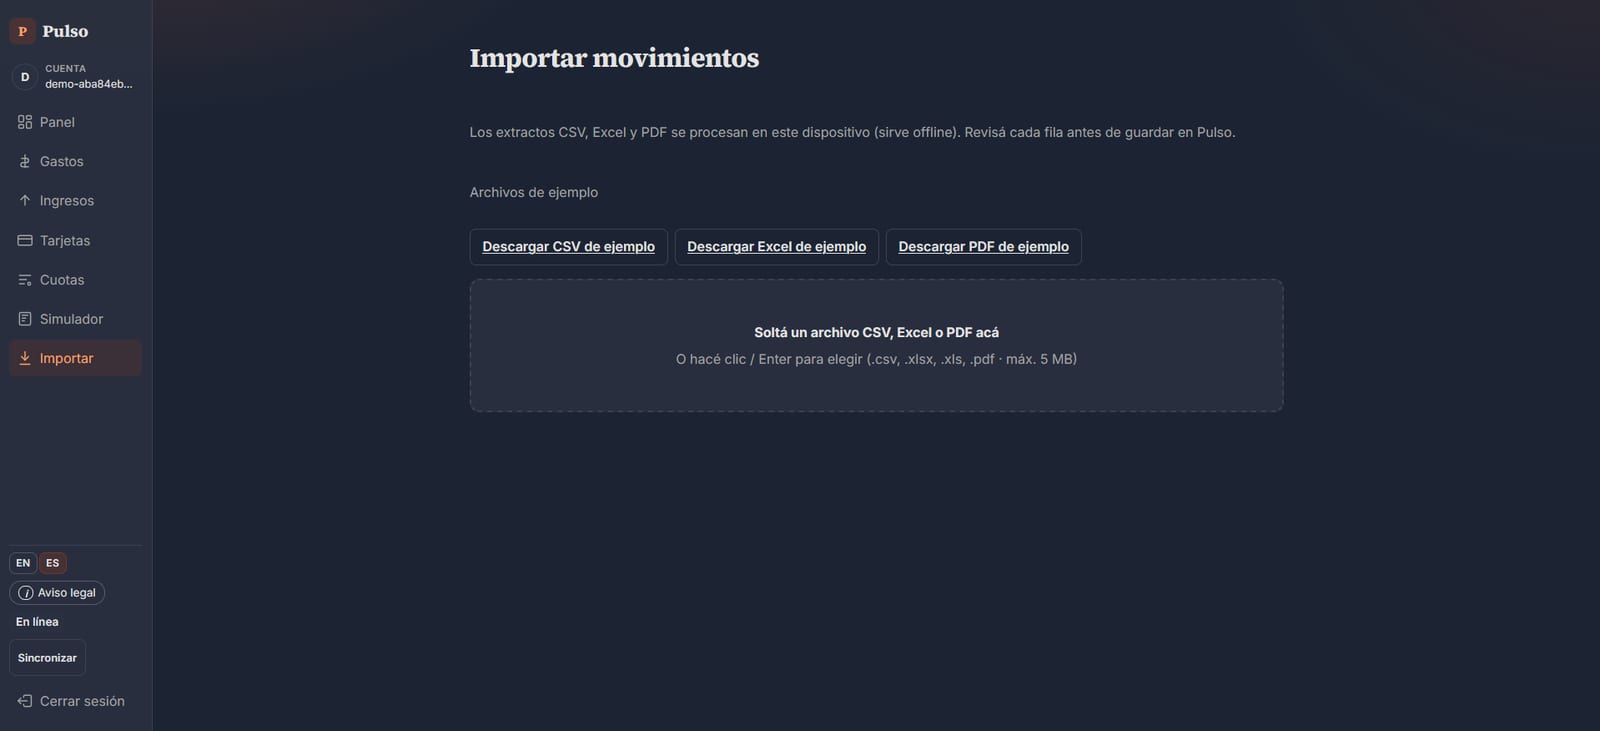 P Pulso
D
CUENTA
demo-aba84eb...
Panel
Gastos
Ingresos
Tarjetas
Cuotas
Simulador
Importar
EN ES
i Aviso legal
En línea
Sincronizar
Cerrar sesión
Importar movimientos
Los extractos CSV, Excel y PDF se procesan en este dispositivo (sirve offline). Revisá cada fila antes de guardar en Pulso.
Archivos de ejemplo
Descargar CSV de ejemplo Descargar Excel de ejemplo Descargar PDF de ejemplo
Soltá un archivo CSV, Excel o PDF acá
O hacé clic / Enter para elegir (.csv, .xlsx, .xls, .pdf · máx. 5 MB)